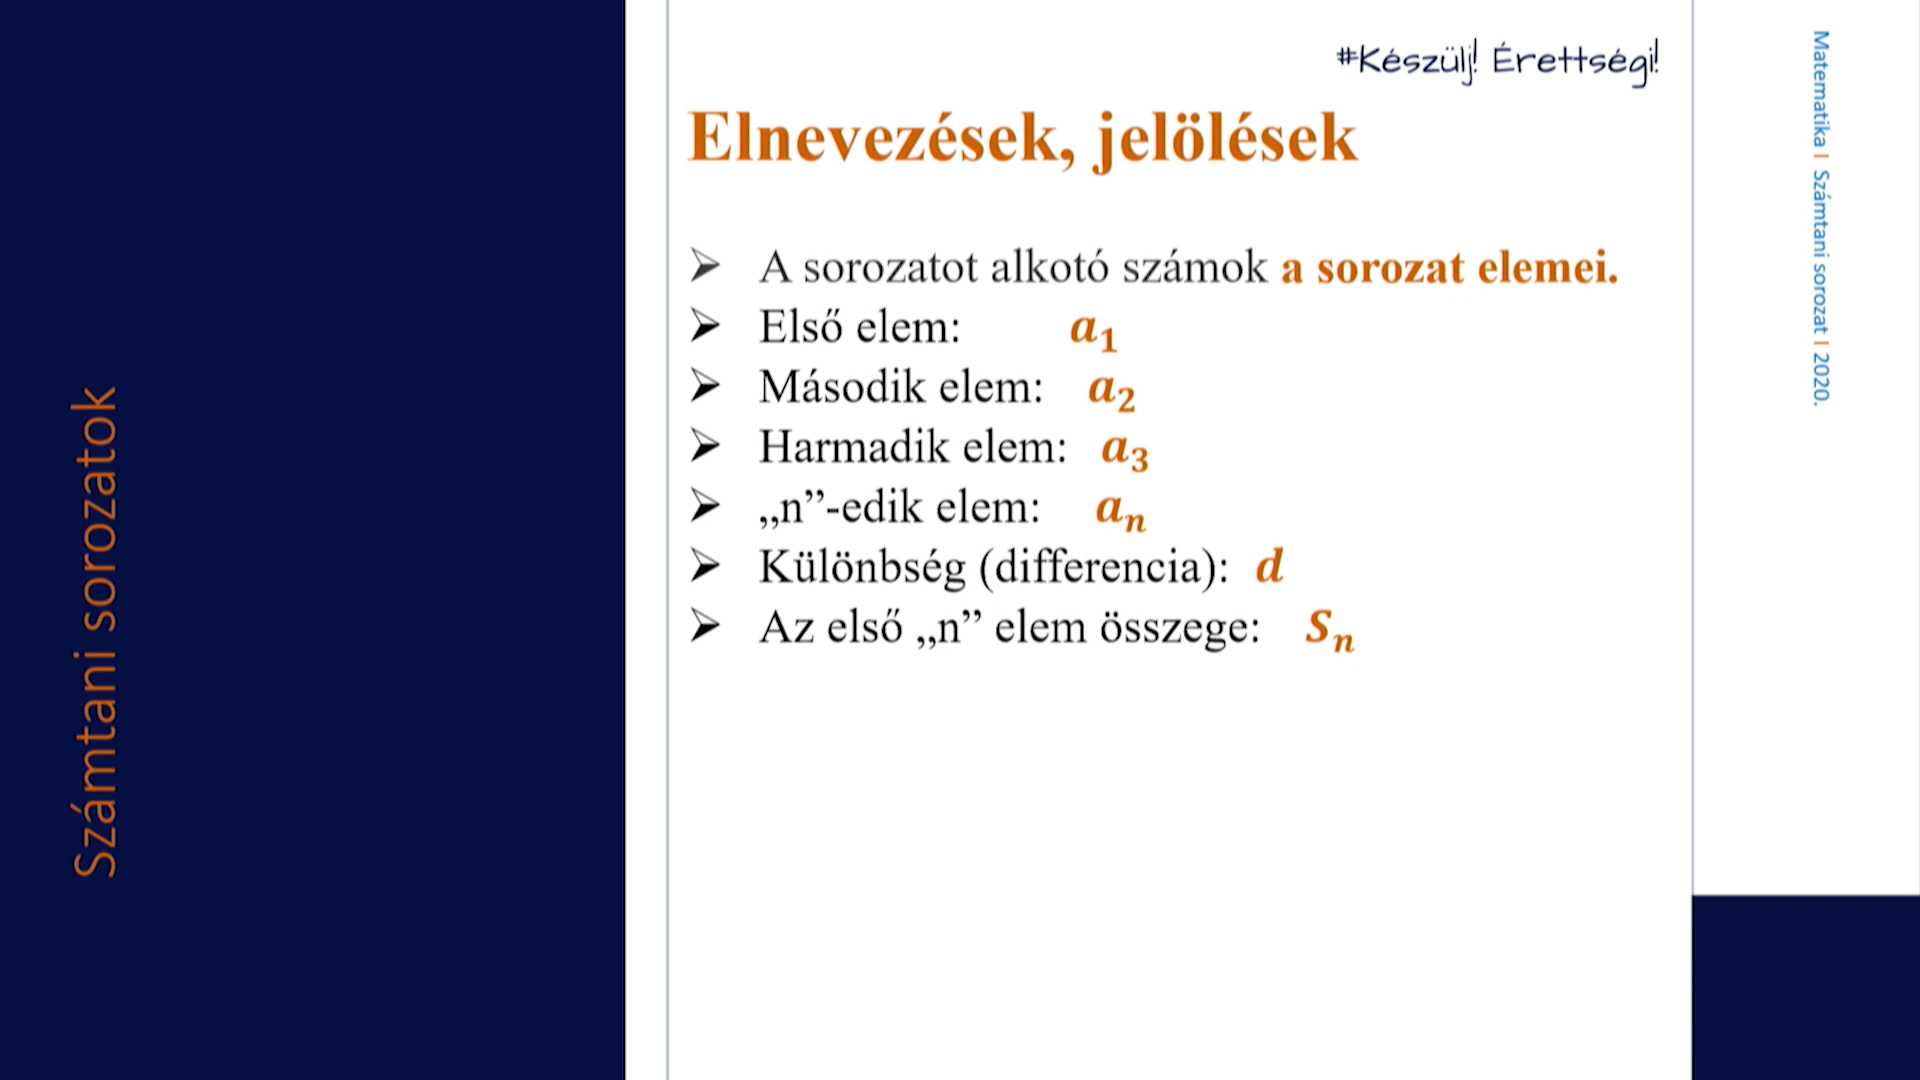 #Készülj! Érettségi!
Elnevezések, jelölések
➢ A sorozatot alkotó számok a sorozat elemei.
➢ Első elem: a₁
➢ Második elem: a₂
➢ Harmadik elem: a₃
➢ „n”-edik elem: aₙ
➢ Különbség (differencia): d
➢ Az első „n” elem összege: Sₙ
Számtani sorozatok
Matematika I Számtani sorozat I 2020.